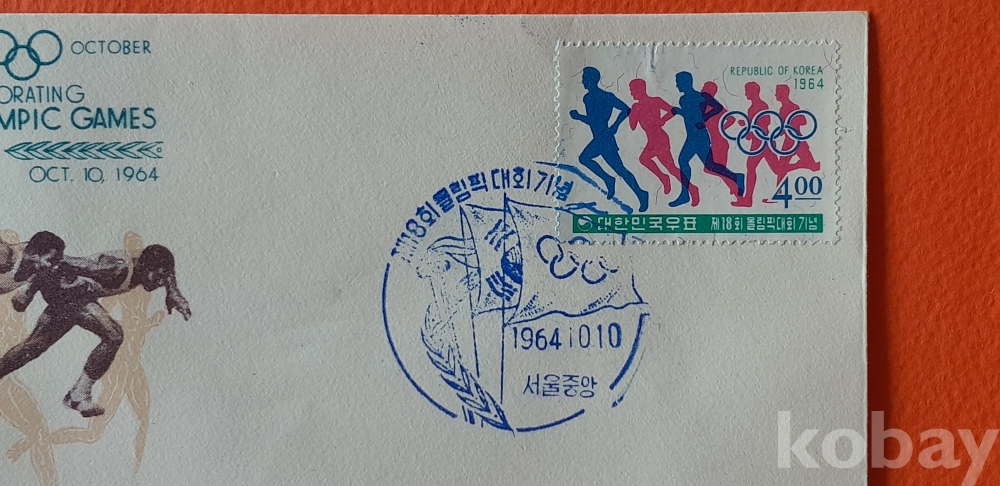 OCTOBER
ORATING
MPIC GAMES
OCT. 10, 1964
REPUBLIC OF KOREA
1964
4.00
대한민국우표 제18회 올림픽대회기념
제18회올림픽대회기념
1964.10.10
서울중앙
kobay